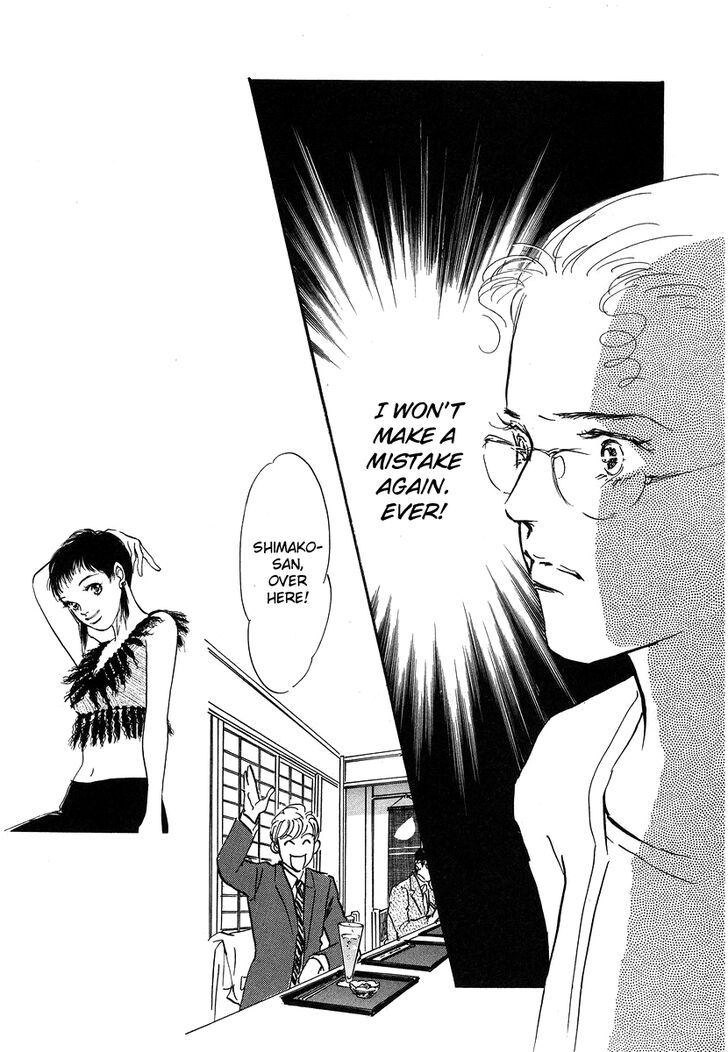 I WON'T
MAKE A
MISTAKE
AGAIN.
EVER!
SHIMAKO-
SAN,
OVER
HERE!